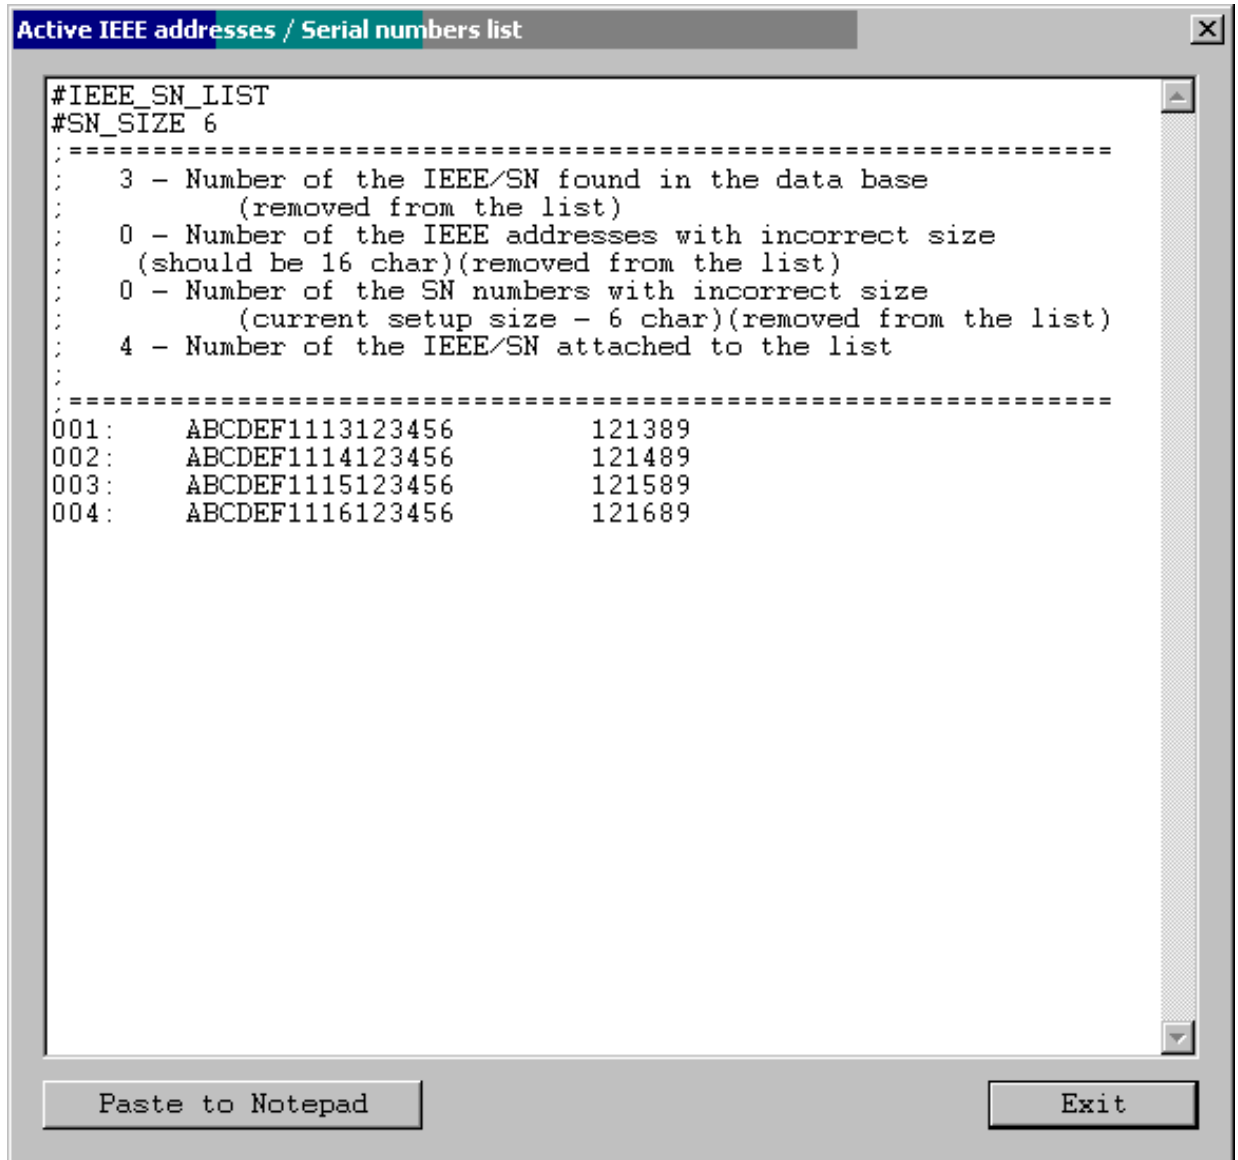 Active IEEE addresses / Serial numbers list
#IEEE_SN_LIST
#SN_SIZE 6
;==============================================================
;   3 - Number of the IEEE/SN found in the data base
;          (removed from the list)
;   0 - Number of the IEEE addresses with incorrect size
;    (should be 16 char)(removed from the list)
;   0 - Number of the SN numbers with incorrect size
;          (current setup size - 6 char)(removed from the list)
;   4 - Number of the IEEE/SN attached to the list
;
;==============================================================
001:    ABCDEF1113123456        121389
002:    ABCDEF1114123456        121489
003:    ABCDEF1115123456        121589
004:    ABCDEF1116123456        121689
Paste to Notepad
Exit